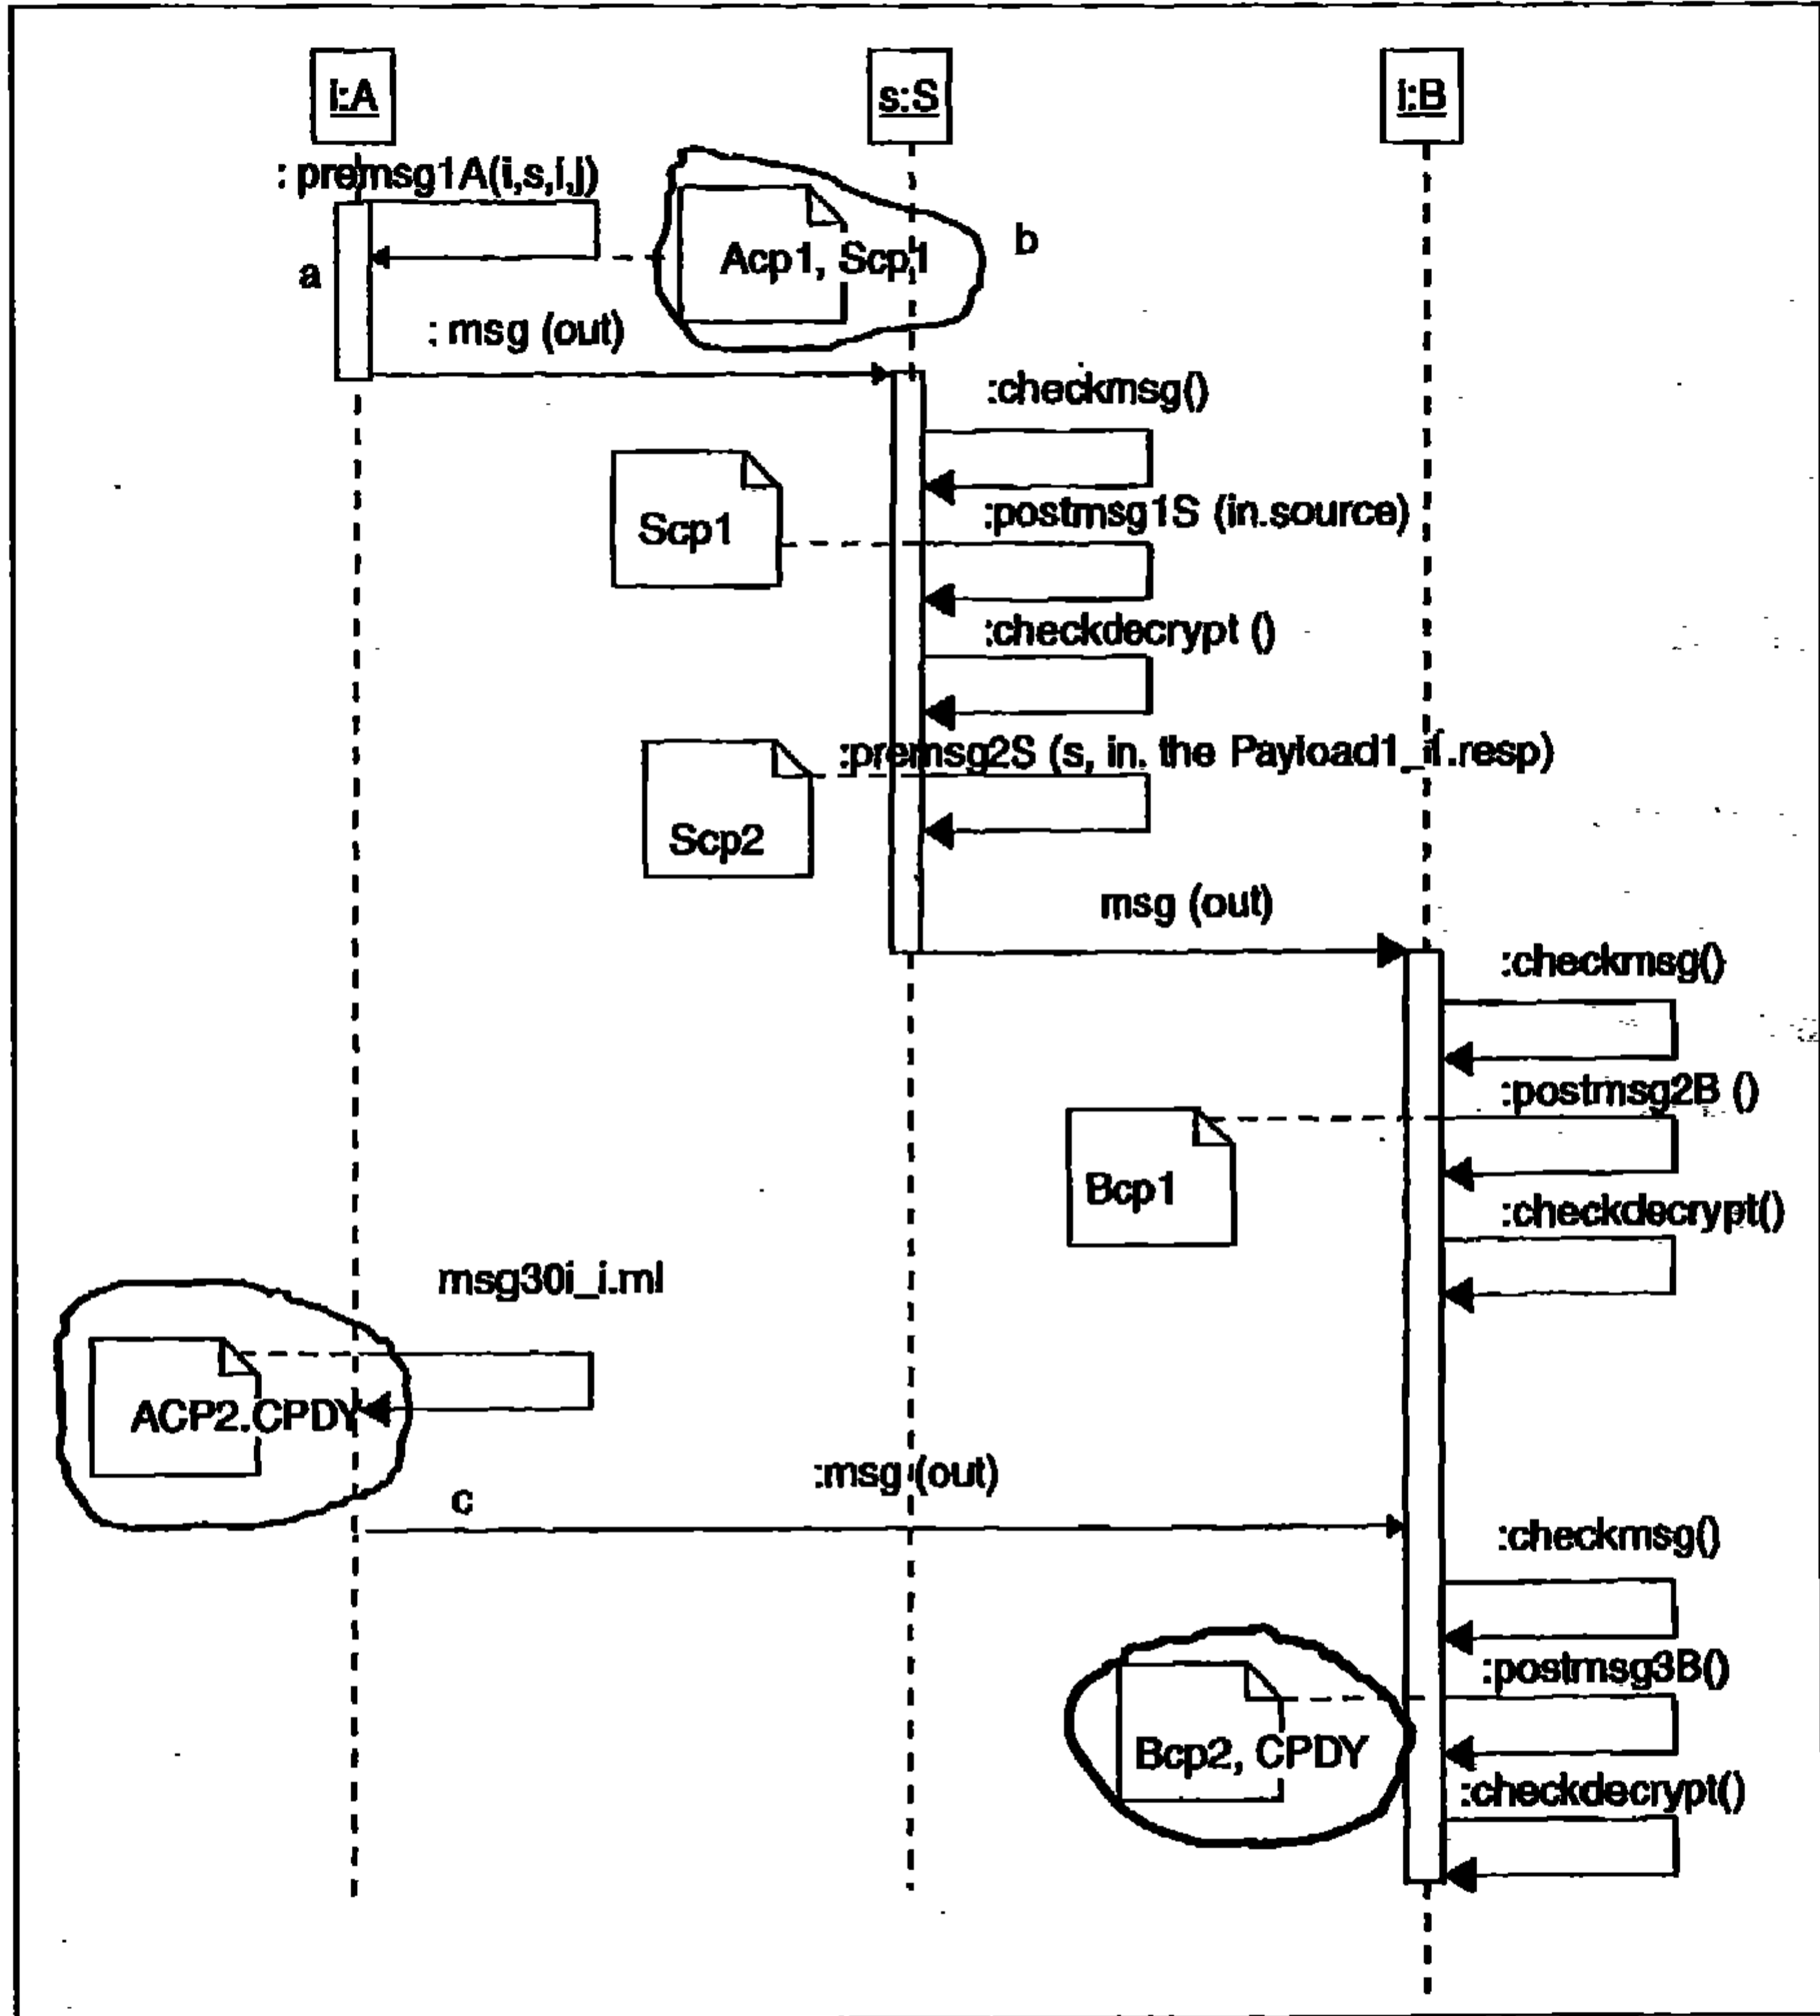 i:A
s:S
i:B
: premsg1A(i,s,i,j)
Acp1, Scp1
b
a
: msg (out)
:checkmsg()
Scp1
:postmsg1S (in.source)
:checkdecrypt ()
:premsg2S (s, in. the Payload1_i1.resp)
Scp2
msg (out)
:checkmsg()
:postmsg2B ()
Bcp1
:checkdecrypt()
msg30i_i.ml
ACP2.CPDY
:msg (out)
c
:checkmsg()
:postmsg3B()
Bcp2, CPDY
:checkdecrypt()